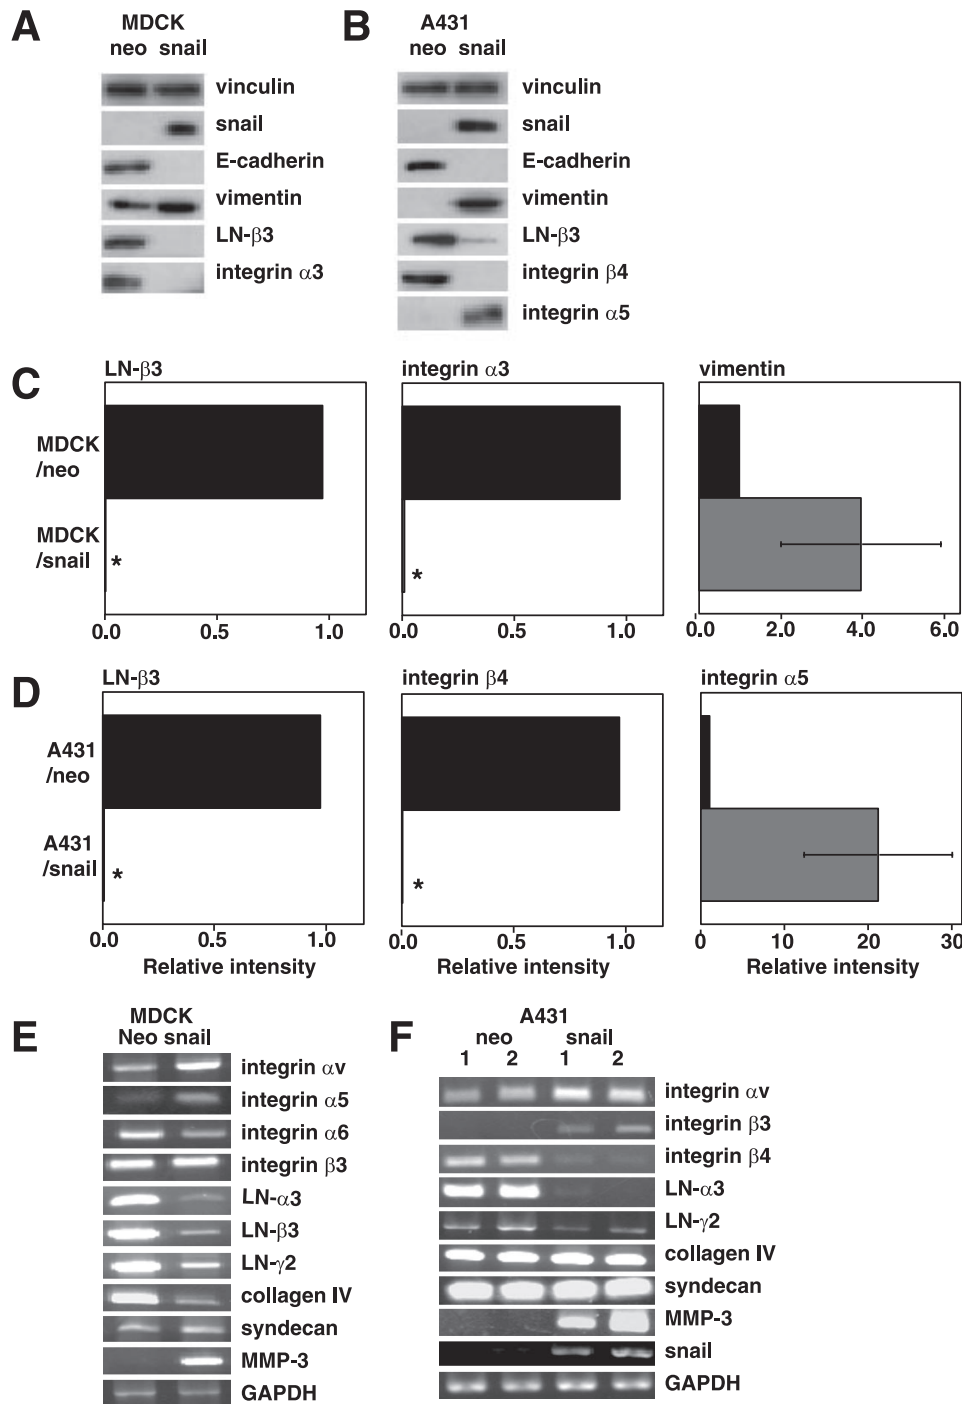 A
MDCK
neo snail
vinculin
snail
E-cadherin
vimentin
LN-β3
integrin α3
B
A431
neo snail
vinculin
snail
E-cadherin
vimentin
LN-β3
integrin β4
integrin α5
C
LN-β3
integrin α3
vimentin
MDCK
/neo
MDCK
/snail
*
*
0.0 0.5 1.0
0.0 0.5 1.0
0.0 2.0 4.0 6.0
D
LN-β3
integrin β4
integrin α5
A431
/neo
A431
/snail
*
*
0.0 0.5 1.0
0.0 0.5 1.0
0 10 20 30
Relative intensity
Relative intensity
Relative intensity
E
MDCK
Neo snail
integrin αv
integrin α5
integrin α6
integrin β3
LN-α3
LN-β3
LN-γ2
collagen IV
syndecan
MMP-3
GAPDH
F
A431
neo snail
1 2 1 2
integrin αv
integrin β3
integrin β4
LN-α3
LN-γ2
collagen IV
syndecan
MMP-3
snail
GAPDH